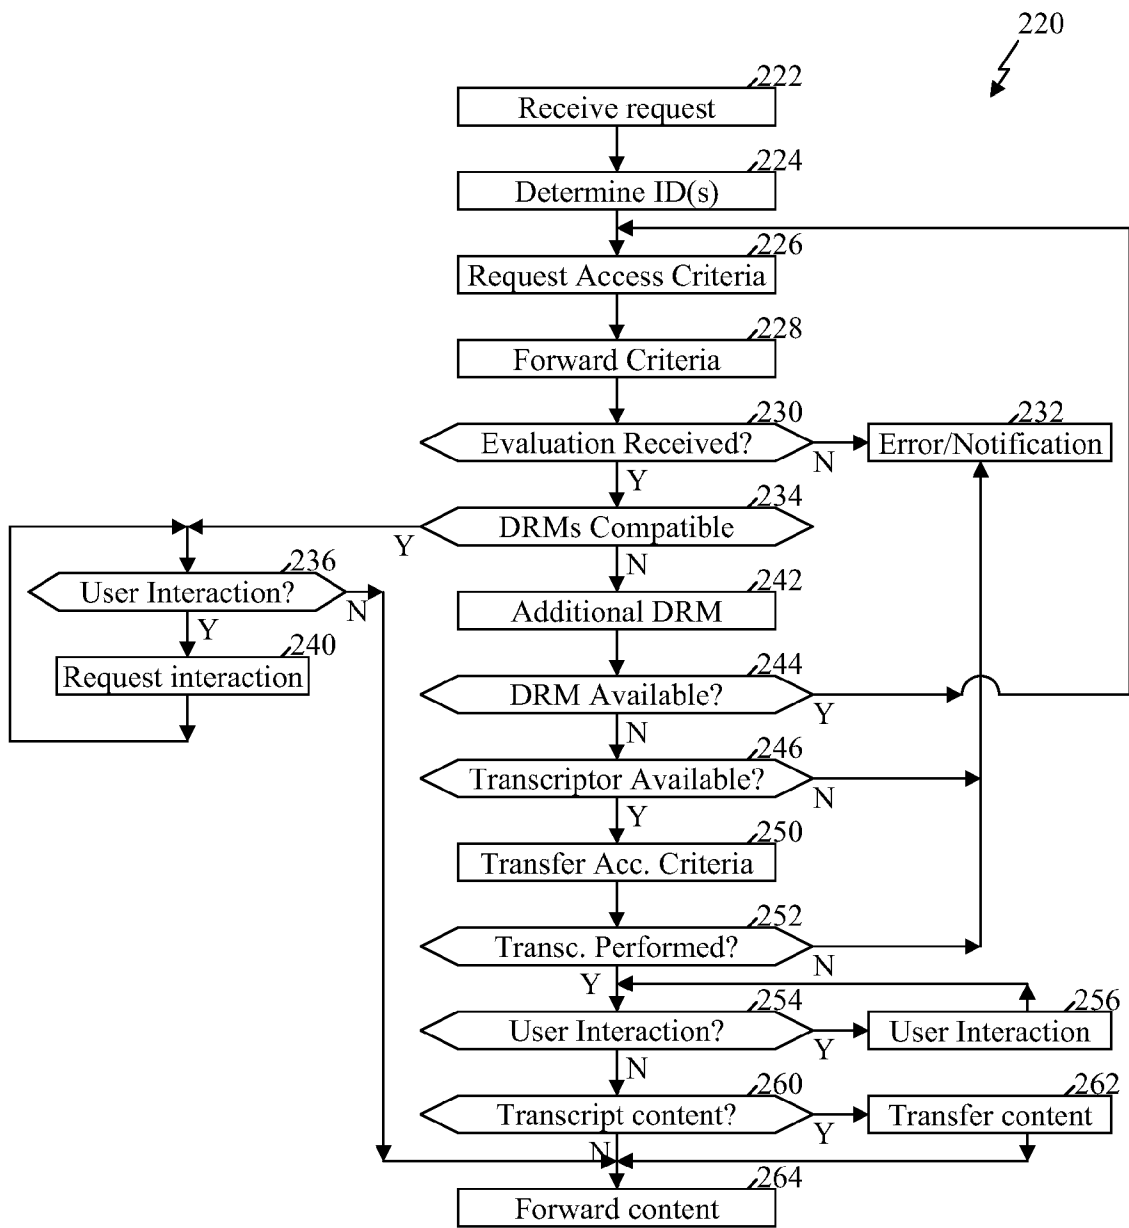 220
222
Receive request
224
Determine ID(s)
226
Request Access Criteria
228
Forward Criteria
230
Evaluation Received?
N
Y
232
Error/Notification
234
DRMs Compatible
Y
N
236
User Interaction?
N
Y
240
Request interaction
242
Additional DRM
244
DRM Available?
Y
N
246
Transcriptor Available?
N
Y
250
Transfer Acc. Criteria
252
Transc. Performed?
N
Y
254
User Interaction?
Y
N
256
User Interaction
260
Transcript content?
Y
N
262
Transfer content
264
Forward content